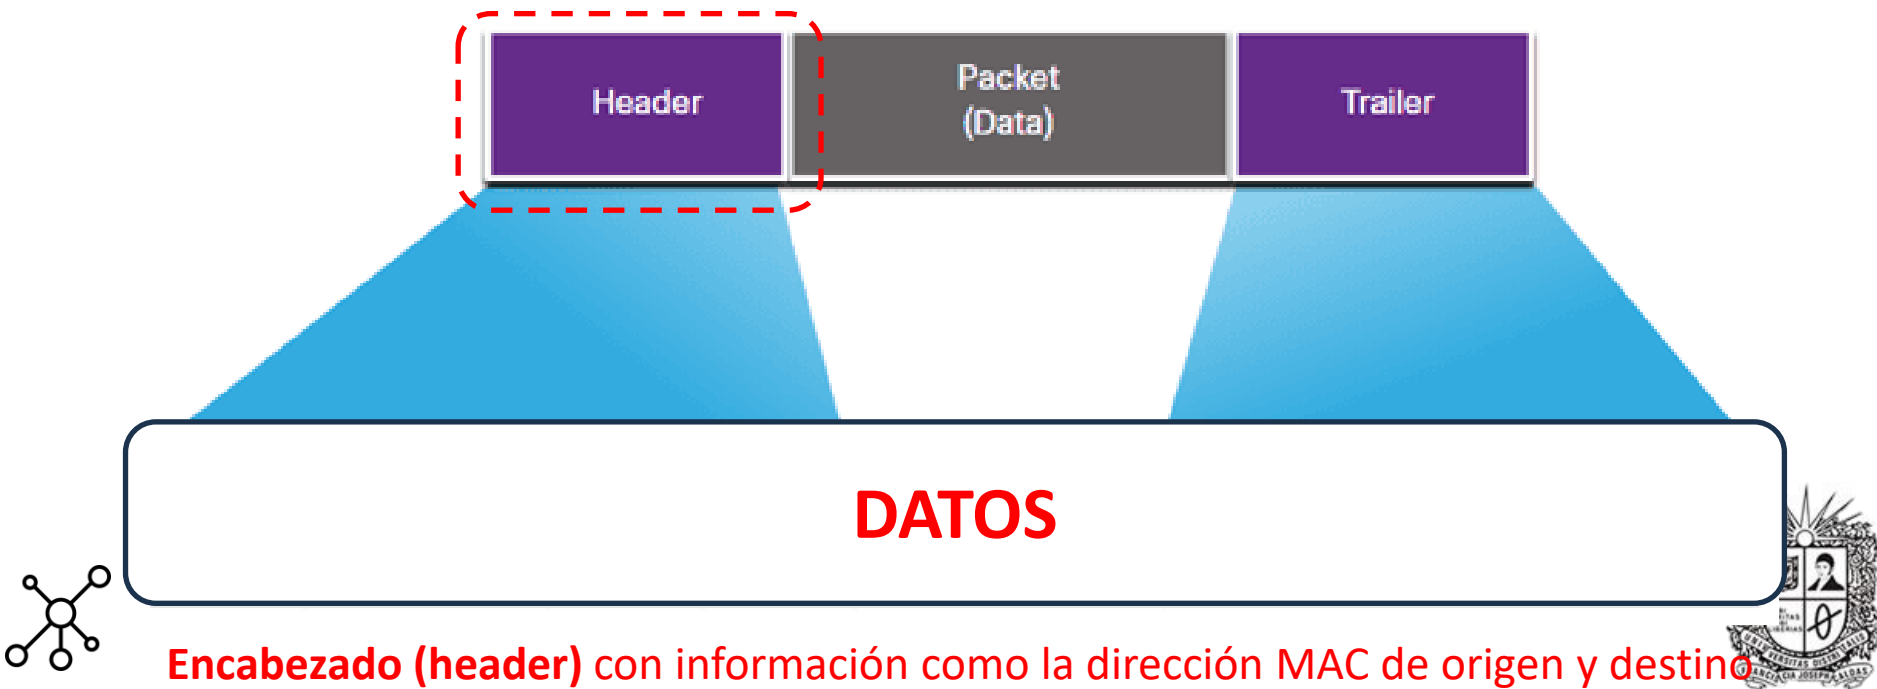 Header
Packet
(Data)
Trailer
DATOS
Encabezado (header) con información como la dirección MAC de origen y destino